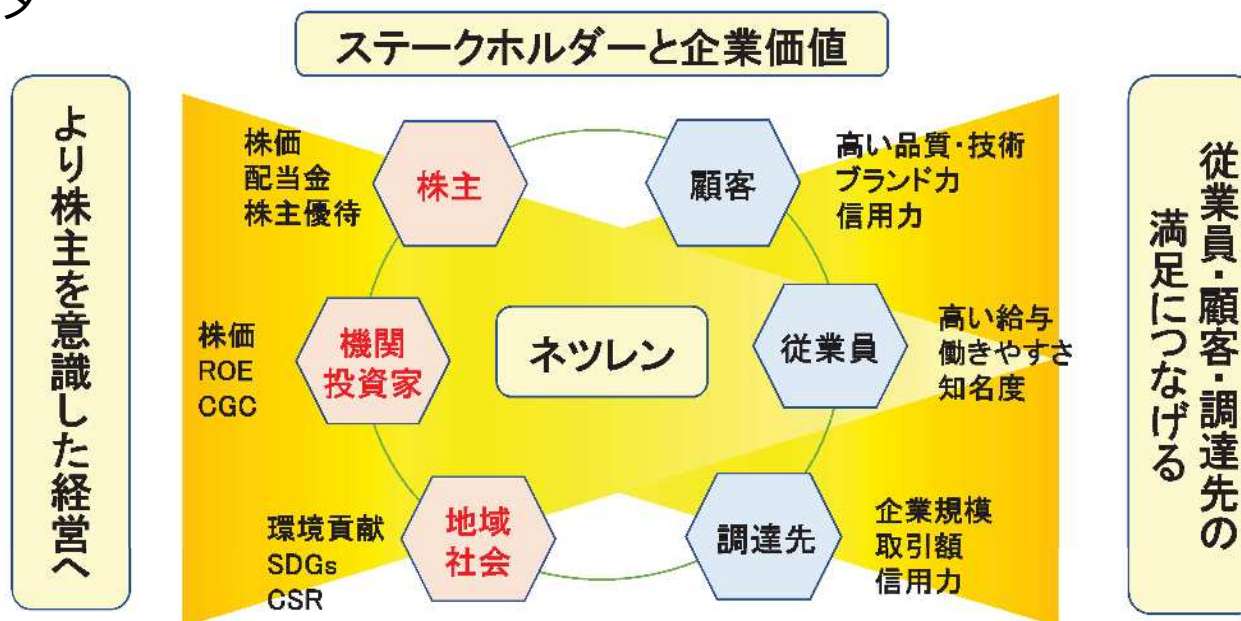 ステークホルダーと企業価値
より株主を意識した経営へ
株価
配当金
株主優待
株主
顧客
高い品質・技術
ブランド力
信用力
株価
ROE
CGC
機関
投資家
ネツレン
従業員
高い給与
働きやすさ
知名度
環境貢献
SDGs
CSR
地域
社会
調達先
企業規模
取引額
信用力
従業員・顧客・調達先の
満足につなげる